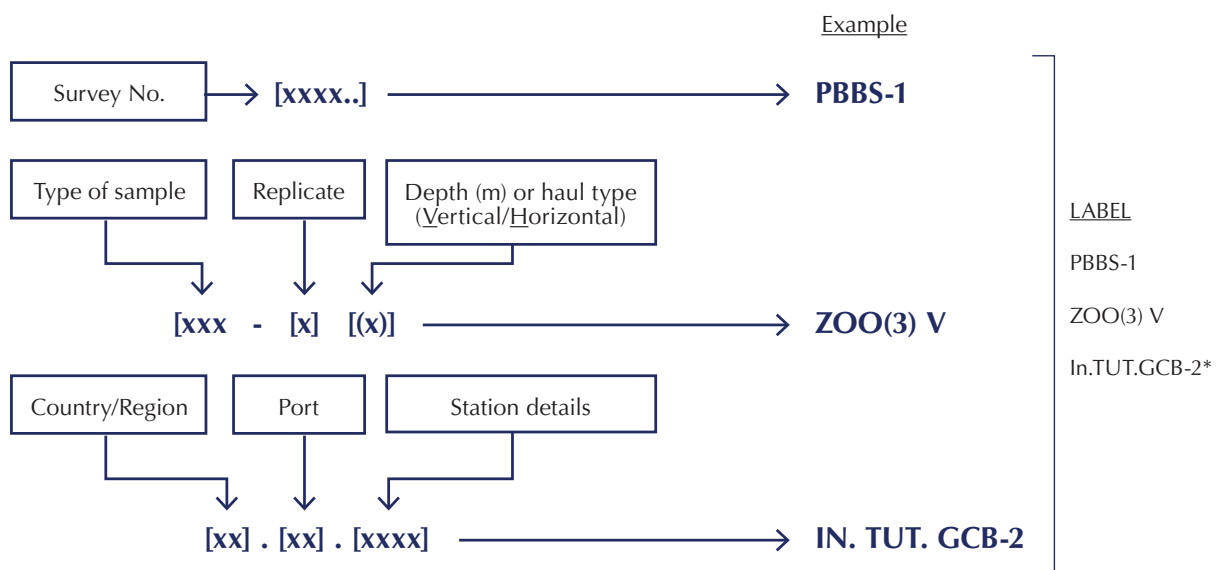 Example
Survey No.
[xxxx..]
PBBS-1
Type of sample
Replicate
Depth (m) or haul type
(Vertical/Horizontal)
[xxx - [x] [(x)]
ZOO(3) V
Country/Region
Port
Station details
[xx] . [xx] . [xxxx]
IN. TUT. GCB-2
LABEL
PBBS-1
ZOO(3) V
In.TUT.GCB-2*